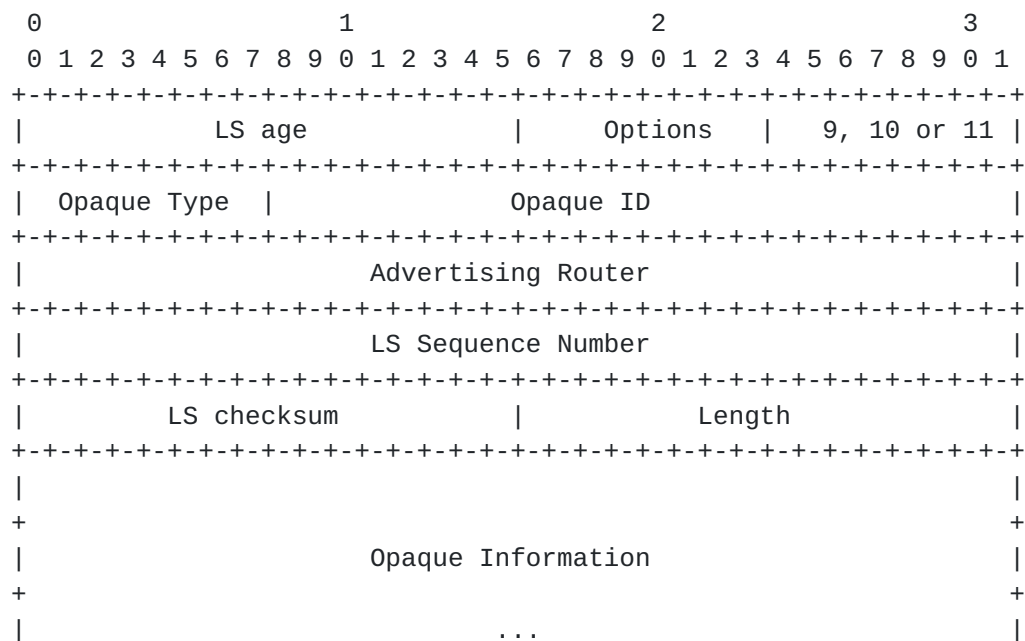 0                   1                   2                   3
 0 1 2 3 4 5 6 7 8 9 0 1 2 3 4 5 6 7 8 9 0 1 2 3 4 5 6 7 8 9 0 1
+-+-+-+-+-+-+-+-+-+-+-+-+-+-+-+-+-+-+-+-+-+-+-+-+-+-+-+-+-+-+-+-+
|            LS age             |     Options   |   9, 10 or 11 |
+-+-+-+-+-+-+-+-+-+-+-+-+-+-+-+-+-+-+-+-+-+-+-+-+-+-+-+-+-+-+-+-+
|  Opaque Type  |               Opaque ID                       |
+-+-+-+-+-+-+-+-+-+-+-+-+-+-+-+-+-+-+-+-+-+-+-+-+-+-+-+-+-+-+-+-+
|                      Advertising Router                       |
+-+-+-+-+-+-+-+-+-+-+-+-+-+-+-+-+-+-+-+-+-+-+-+-+-+-+-+-+-+-+-+-+
|                      LS Sequence Number                       |
+-+-+-+-+-+-+-+-+-+-+-+-+-+-+-+-+-+-+-+-+-+-+-+-+-+-+-+-+-+-+-+-+
|         LS checksum           |           Length              |
+-+-+-+-+-+-+-+-+-+-+-+-+-+-+-+-+-+-+-+-+-+-+-+-+-+-+-+-+-+-+-+-+
|                                                               |
+                                                               +
|                      Opaque Information                       |
+                                                               +
|                              ...                              |